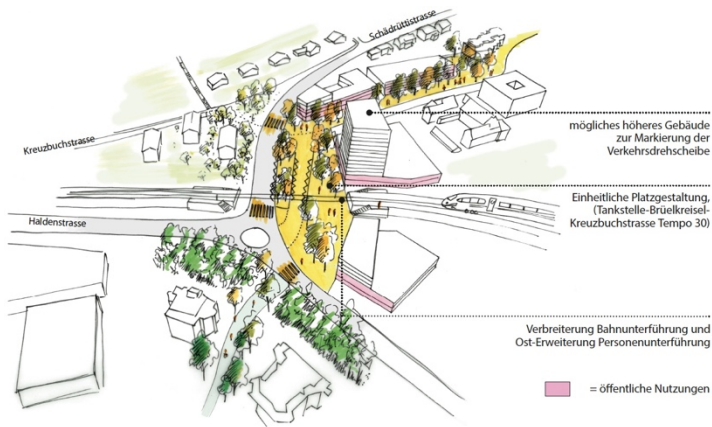 Schädrüttistrasse
Kreuzbuchstrasse
mögliches höheres Gebäude
zur Markierung der
Verkehrsdrehscheibe
Haldenstrasse
Einheitliche Platzgestaltung,
(Tankstelle-Brüelkreisel-
Kreuzbuchstrasse Tempo 30)
Verbreiterung Bahnunterführung und
Ost-Erweiterung Personenunterführung
= öffentliche Nutzungen